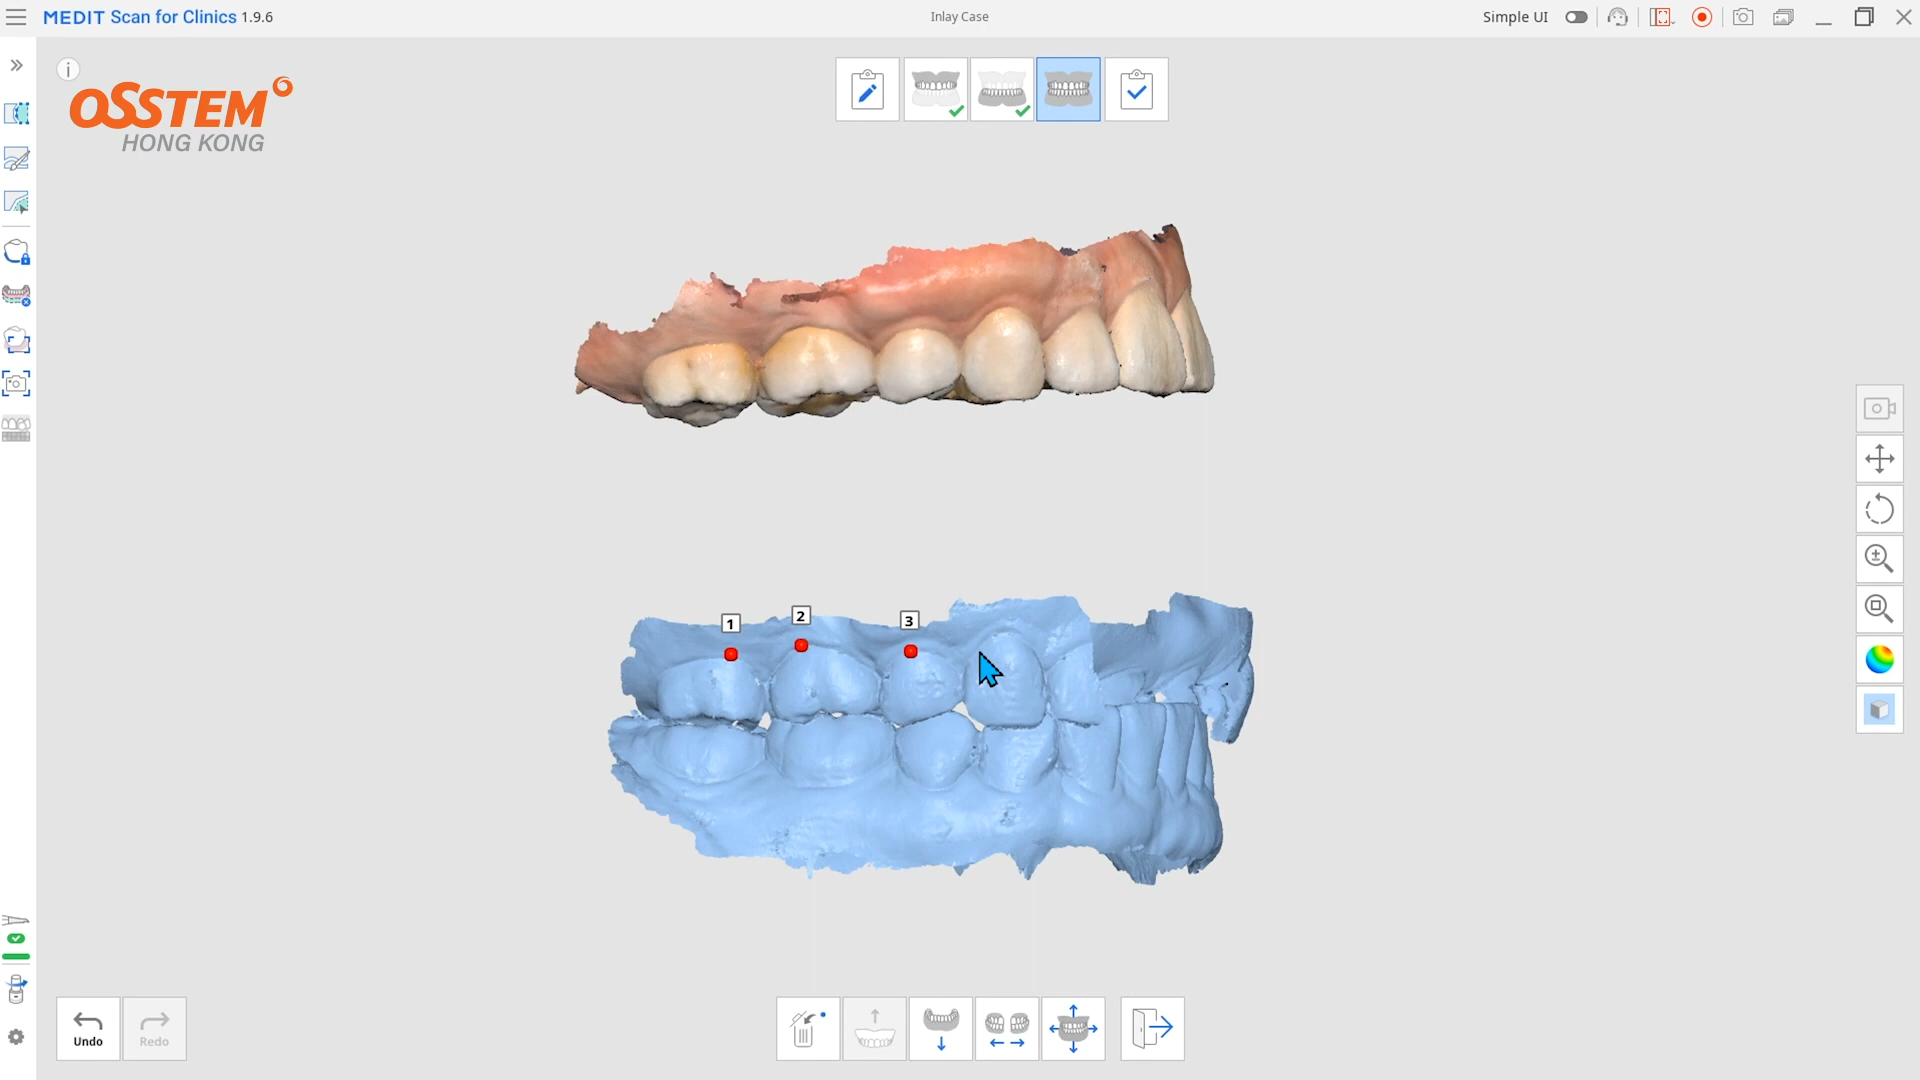 MEDIT Scan for Clinics 1.9.6
Inlay Case
Simple UI
OSSTEM
HONG KONG
1
2
3
Undo
Redo